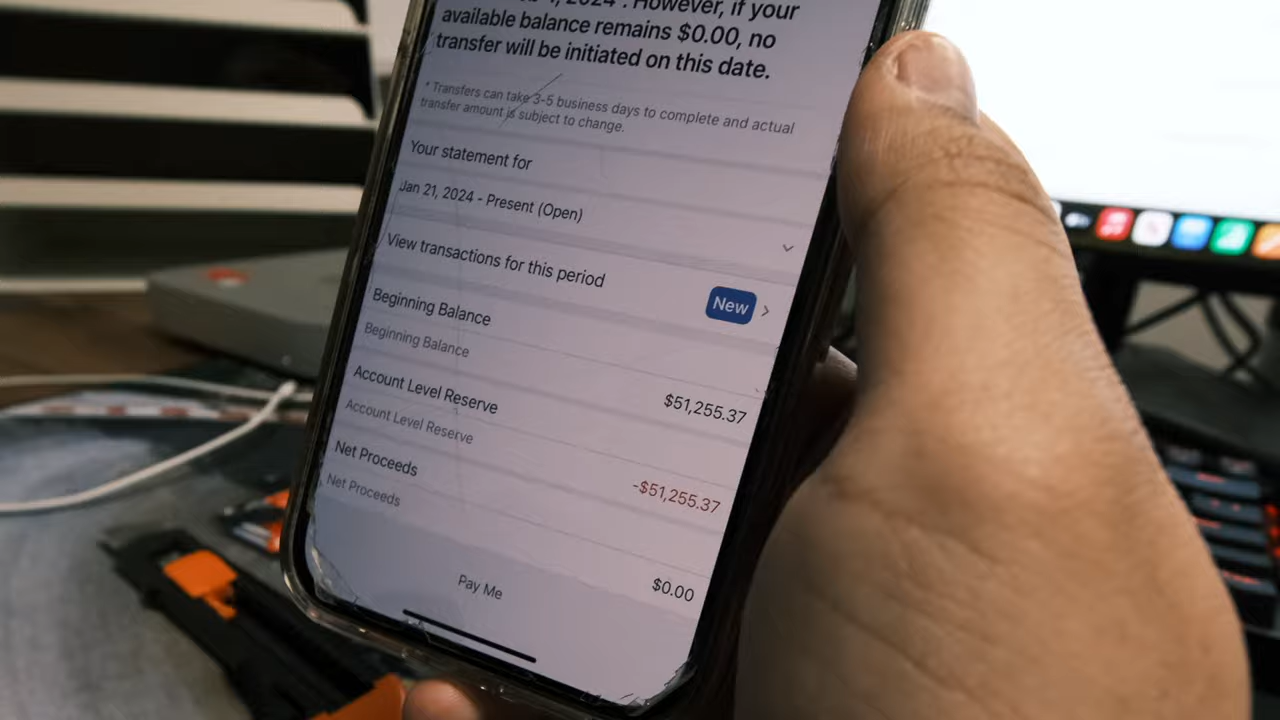 4, 2024*. However, if your
available balance remains $0.00, no
transfer will be initiated on this date.
* Transfers can take 3-5 business days to complete and actual
transfer amount is subject to change.
Your statement for
Jan 21, 2024 - Present (Open)
View transactions for this period
New
Beginning Balance
Beginning Balance
$51,255.37
Account Level Reserve
Account Level Reserve
-$51,255.37
Net Proceeds
Net Proceeds
$0.00
Pay Me